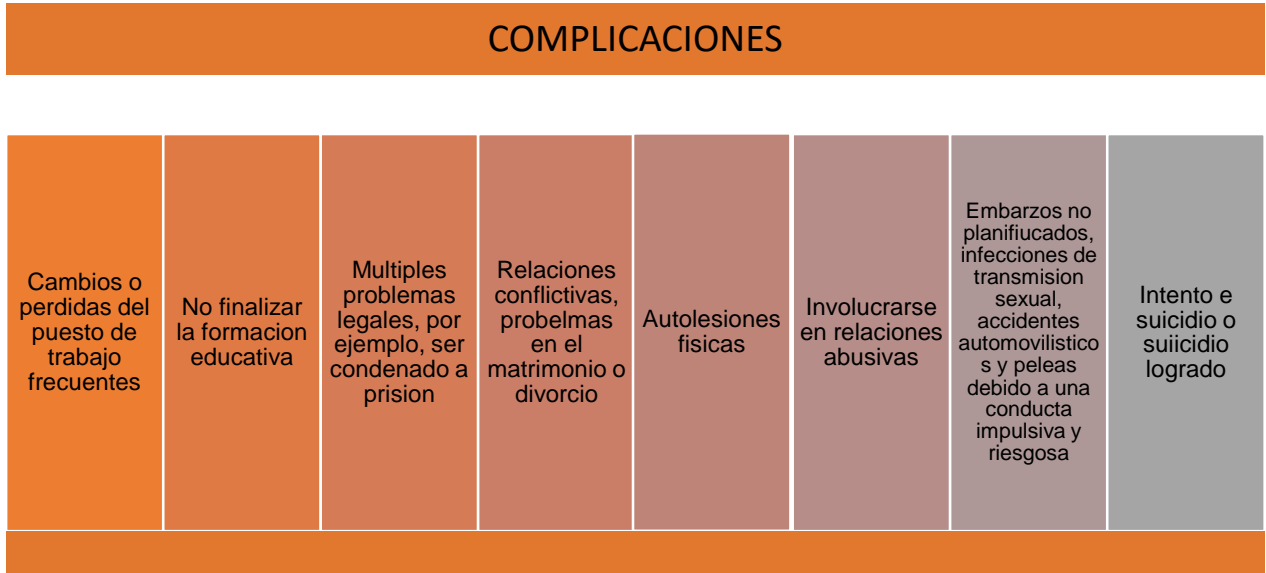 COMPLICACIONES
Cambios o
perdidas del
puesto de
trabajo
frecuentes
No finalizar
la formacion
educativa
Multiples
problemas
legales, por
ejemplo, ser
condenado a
prision
Relaciones
conflictivas,
probelmas
en el
matrimonio o
divorcio
Autolesiones
fisicas
Involucrarse
en relaciones
abusivas
Embarzos no
planifiucados,
infecciones de
transmision
sexual,
accidentes
automovilistico
s y peleas
debido a una
conducta
impulsiva y
riesgosa
Intento e
suicidio o
suiicidio
logrado